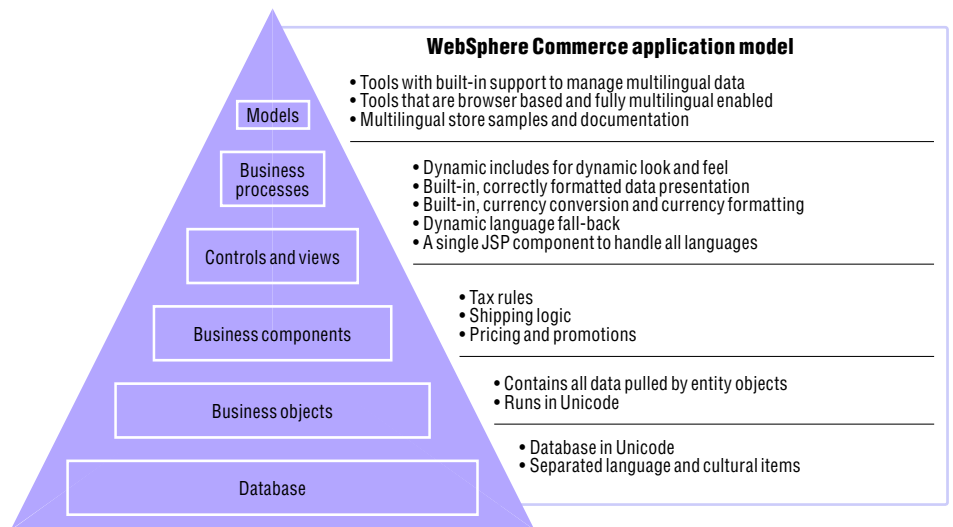 WebSphere Commerce application model
• Tools with built-in support to manage multilingual data
• Tools that are browser based and fully multilingual enabled
• Multilingual store samples and documentation
Models
Business
processes
• Dynamic includes for dynamic look and feel
• Built-in, correctly formatted data presentation
• Built-in, currency conversion and currency formatting
• Dynamic language fall-back
• A single JSP component to handle all languages
Controls and views
• Tax rules
• Shipping logic
• Pricing and promotions
Business components
• Contains all data pulled by entity objects
• Runs in Unicode
Business objects
• Database in Unicode
• Separated language and cultural items
Database